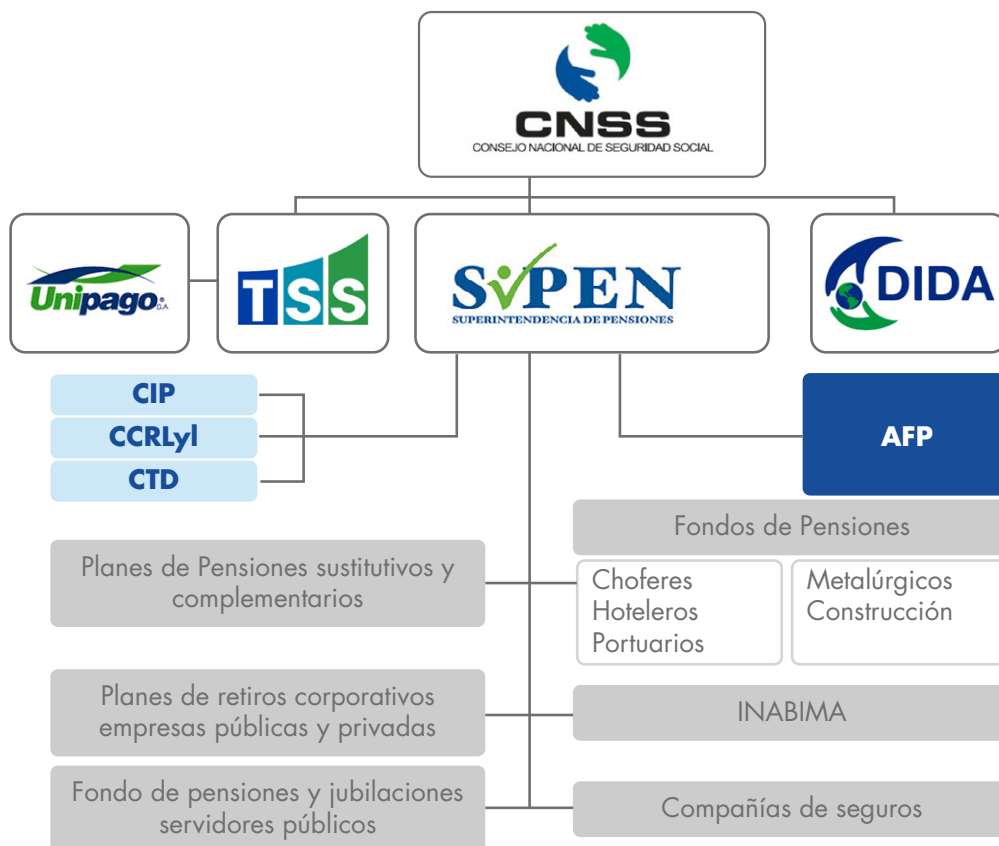 CNSS
CONSEJO NACIONAL DE SEGURIDAD SOCIAL
Unipago S.A.
TSS
SIPEN
SUPERINTENDENCIA DE PENSIONES
DIDA
CIP
CCRLyl
CTD
AFP
Planes de Pensiones sustitutivos y
complementarios
Fondos de Pensiones
Choferes
Hoteleros
Portuarios
Metalúrgicos
Construcción
Planes de retiros corporativos
empresas públicas y privadas
INABIMA
Fondo de pensiones y jubilaciones
servidores públicos
Compañías de seguros